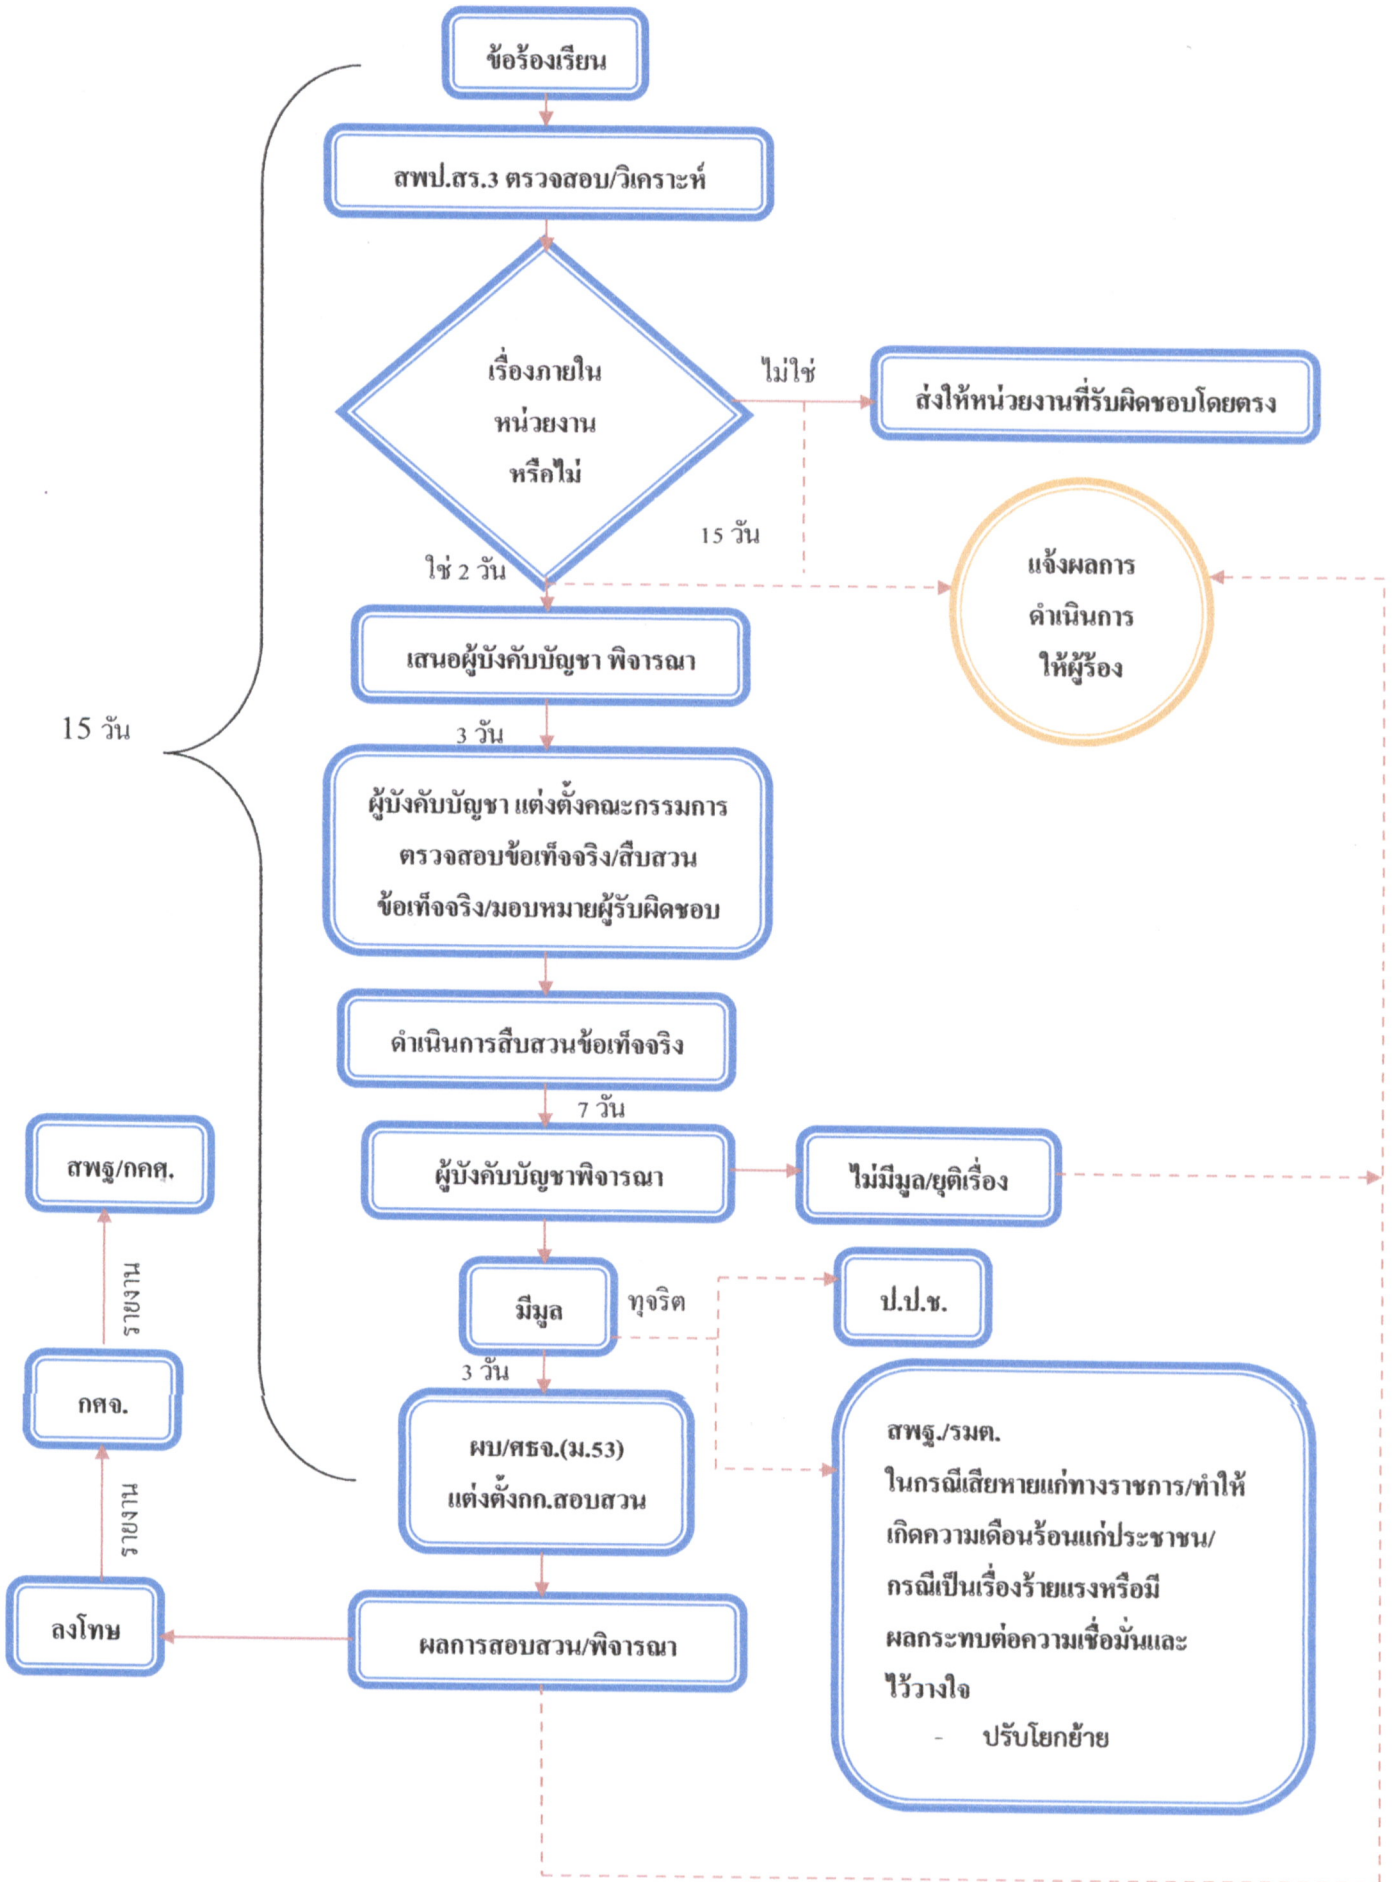 ข้อร้องเรียน
สพป.สร.3 ตรวจสอบ/วิเคราะห์
เรื่องภายใน
หน่วยงาน
หรือไม่
ไม่ใช่
ส่งให้หน่วยงานที่รับผิดชอบโดยตรง
15 วัน
ใช่ 2 วัน
แจ้งผลการ
ดำเนินการ
ให้ผู้ร้อง
เสนอผู้บังคับบัญชา พิจารณา
15 วัน
3 วัน
ผู้บังคับบัญชา แต่งตั้งคณะกรรมการ
ตรวจสอบข้อเท็จจริง/สืบสวน
ข้อเท็จจริง/มอบหมายผู้รับผิดชอบ
ดำเนินการสืบสวนข้อเท็จจริง
7 วัน
ผู้บังคับบัญชาพิจารณา
ไม่มีมูล/ยุติเรื่อง
สพฐ/กคศ.
รายงาน
มีมูล
ทุจริต
ป.ป.ช.
3 วัน
กศจ.
ผบ/ศธจ.(ม.53)
แต่งตั้งกก.สอบสวน
รายงาน
สพฐ./รมต.
ในกรณีเสียหายแก่ทางราชการ/ทำให้
เกิดความเดือนร้อนแก่ประชาชน/
กรณีเป็นเรื่องร้ายแรงหรือมี
ผลกระทบต่อความเชื่อมั่นและ
ไว้วางใจ
- ปรับโยกย้าย
ลงโทษ
ผลการสอบสวน/พิจารณา